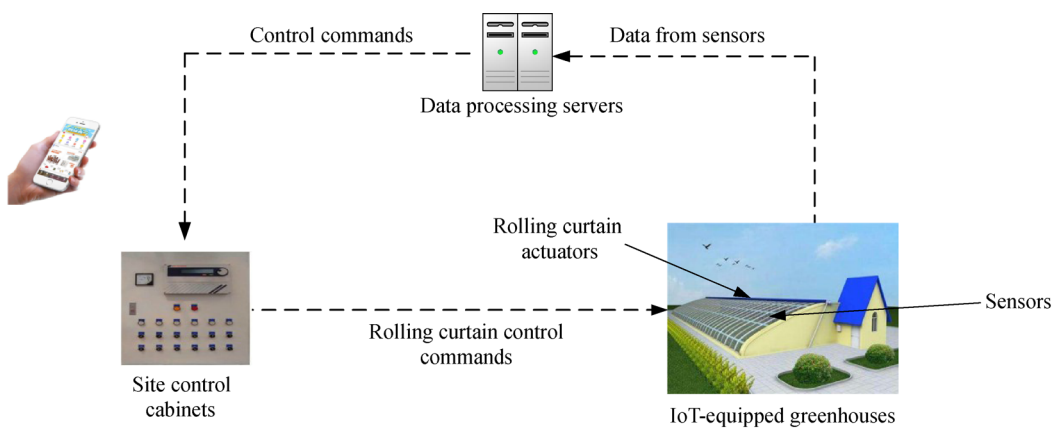 Control commands
Data from sensors
Data processing servers
Rolling curtain
actuators
Sensors
Rolling curtain control
commands
Site control
cabinets
IoT-equipped greenhouses